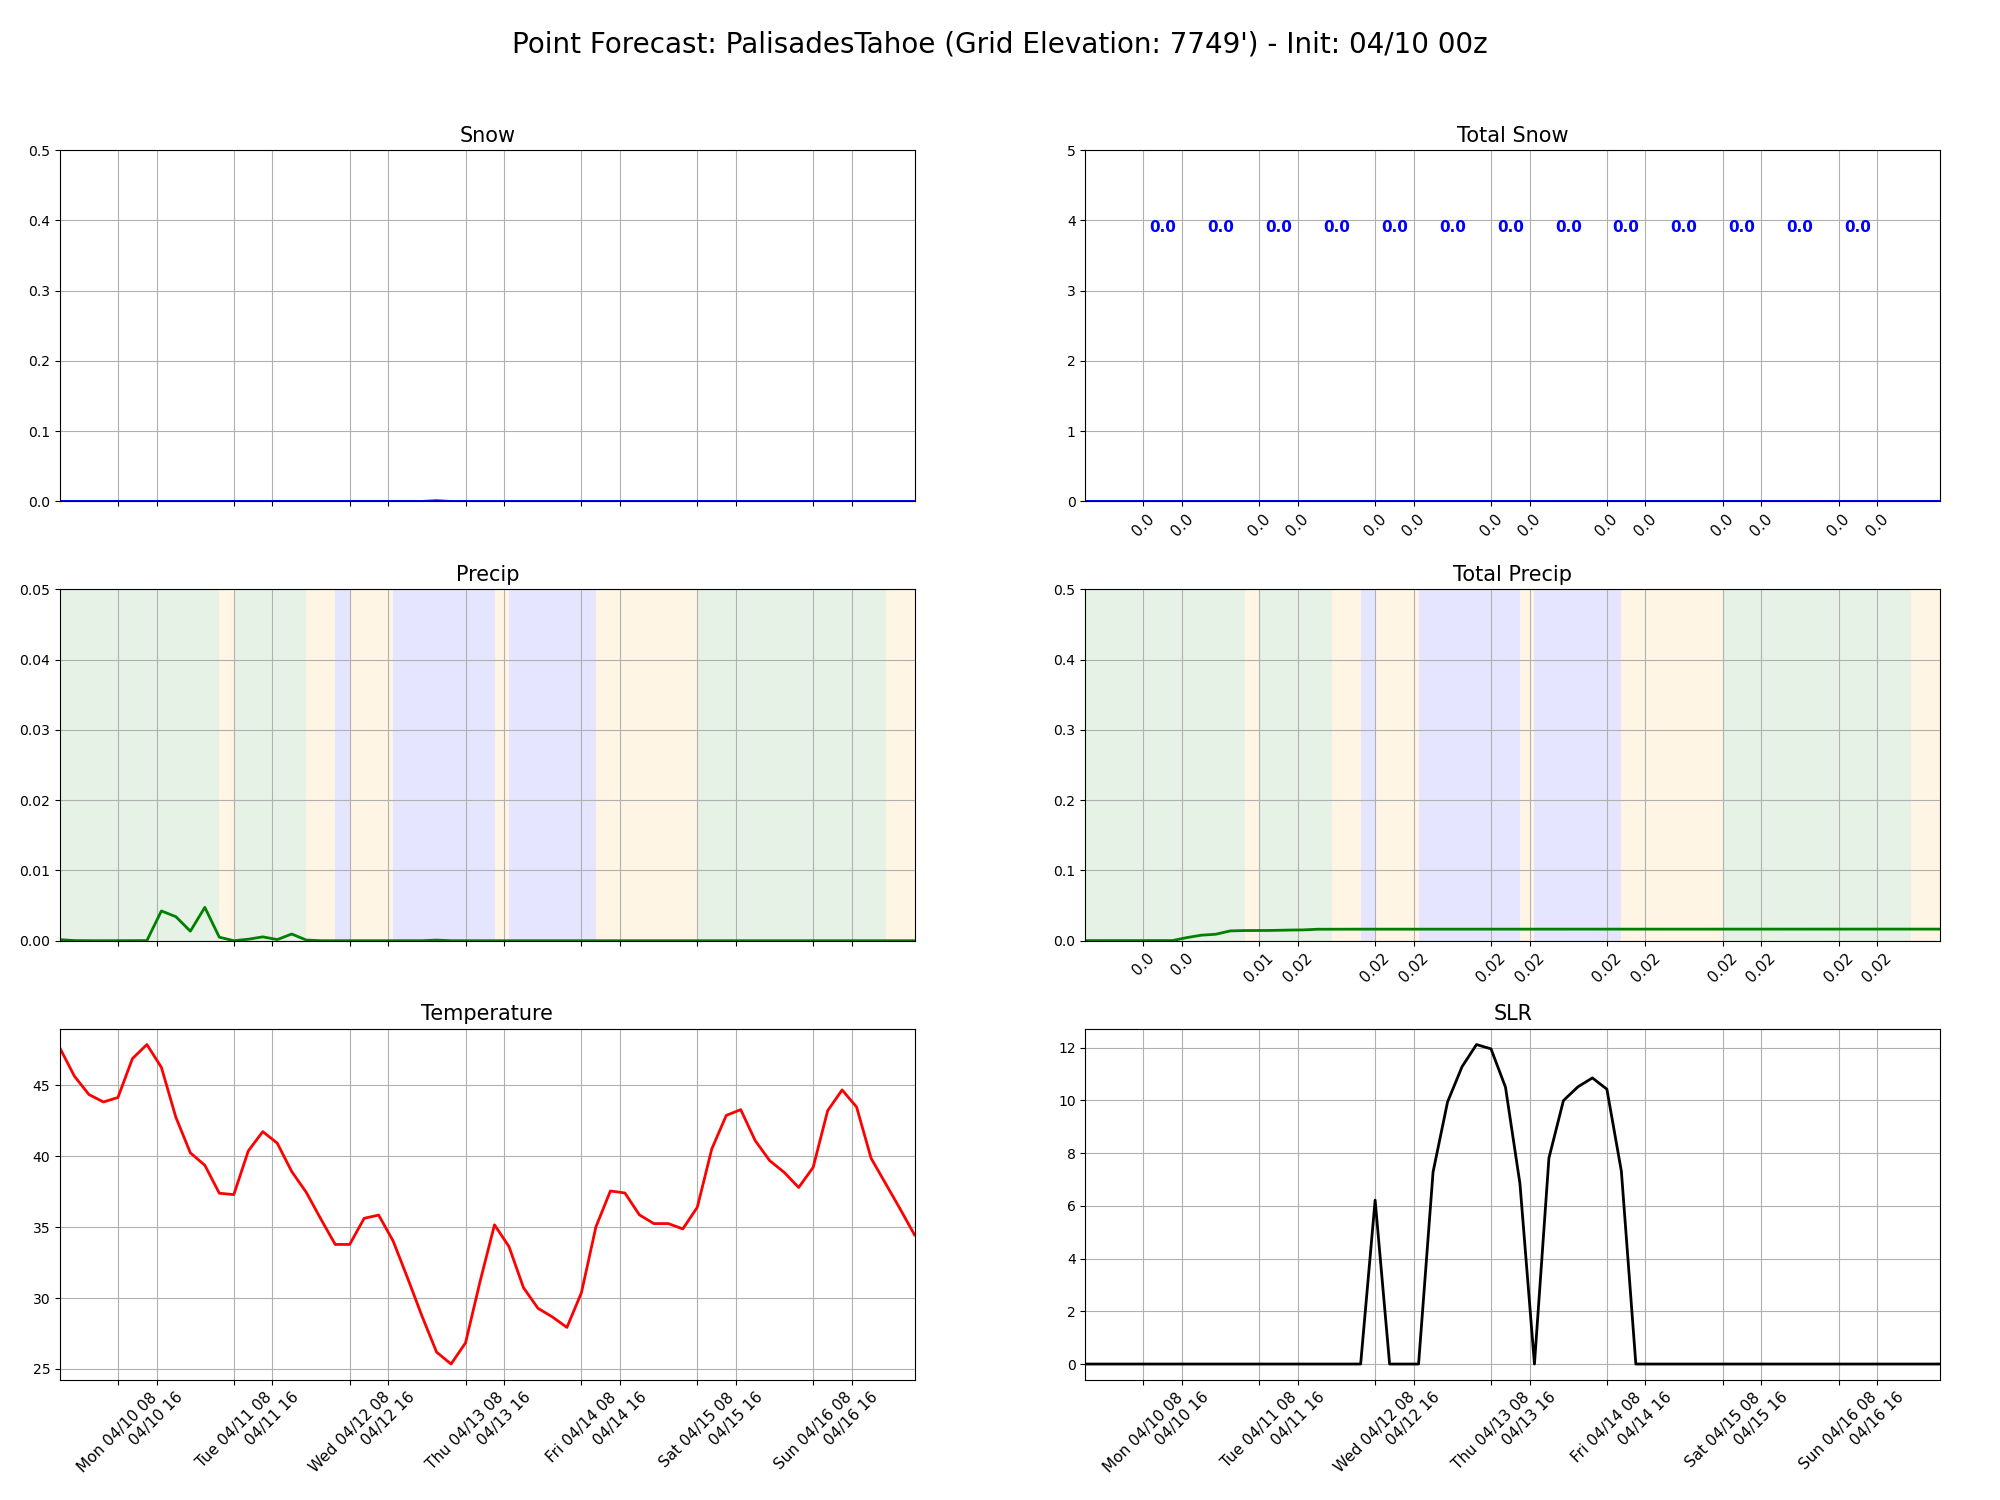 Point Forecast: PalisadesTahoe (Grid Elevation: 7749') - Init: 04/10 00z
Snow
0.5
0.4
0.3
0.2
0.1
0.0
Total Snow
5
4
3
2
1
0
0.0 0.0 0.0 0.0 0.0 0.0 0.0 0.0 0.0 0.0 0.0 0.0 0.0
0.0 0.0 0.0 0.0 0.0 0.0 0.0 0.0 0.0 0.0 0.0 0.0 0.0 0.0
Precip
0.05
0.04
0.03
0.02
0.01
0.00
Total Precip
0.5
0.4
0.3
0.2
0.1
0.0
0.0 0.0 0.01 0.02 0.02 0.02 0.02 0.02 0.02 0.02 0.02 0.02 0.02 0.02
Temperature
45
40
35
30
25
Mon 04/10 08
04/10 16
Tue 04/11 08
04/11 16
Wed 04/12 08
04/12 16
Thu 04/13 08
04/13 16
Fri 04/14 08
04/14 16
Sat 04/15 08
04/15 16
Sun 04/16 08
04/16 16
SLR
12
10
8
6
4
2
0
Mon 04/10 08
04/10 16
Tue 04/11 08
04/11 16
Wed 04/12 08
04/12 16
Thu 04/13 08
04/13 16
Fri 04/14 08
04/14 16
Sat 04/15 08
04/15 16
Sun 04/16 08
04/16 16